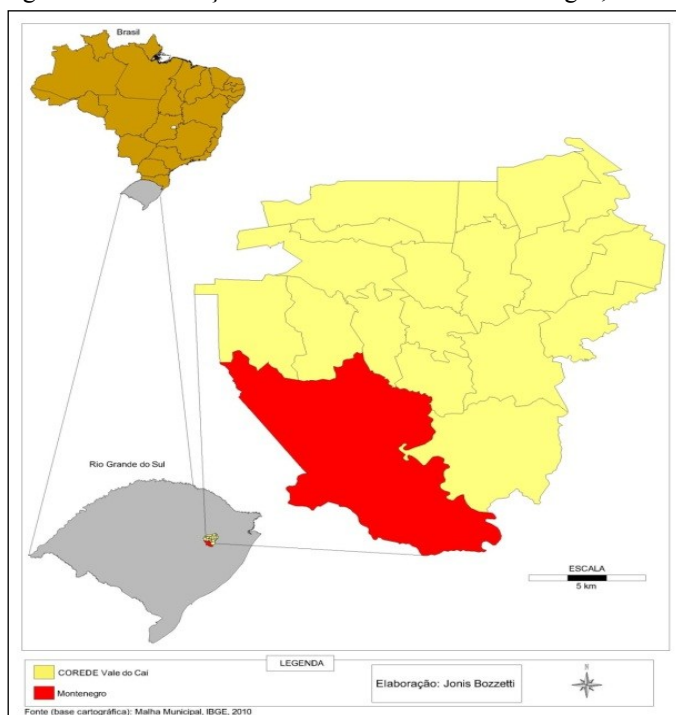 Brasil
Rio Grande do Sul
ESCALA
5 km
LEGENDA
COREDE Vale do Caí
Montenegro
Elaboração: Jonis Bozzetti
N
Fonte (base cartográfica): Malha Municipal, IBGE, 2010